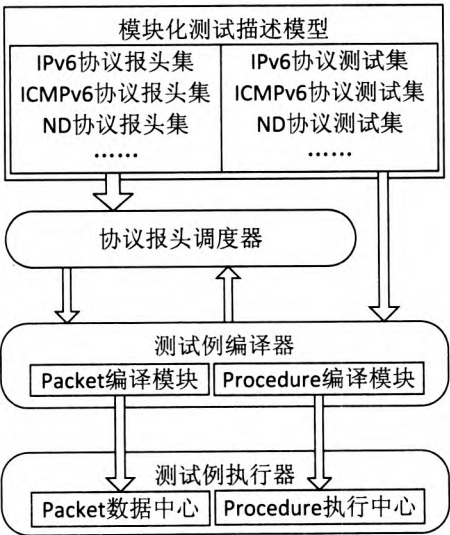 模块化测试描述模型
IPv6协议报头集
ICMPv6协议报头集
ND协议报头集
......
IPv6协议测试集
ICMPv6协议测试集
ND协议测试集
......
协议报头调度器
测试例编译器
Packet编译模块
Procedure编译模块
测试例执行器
Packet数据中心
Procedure执行中心